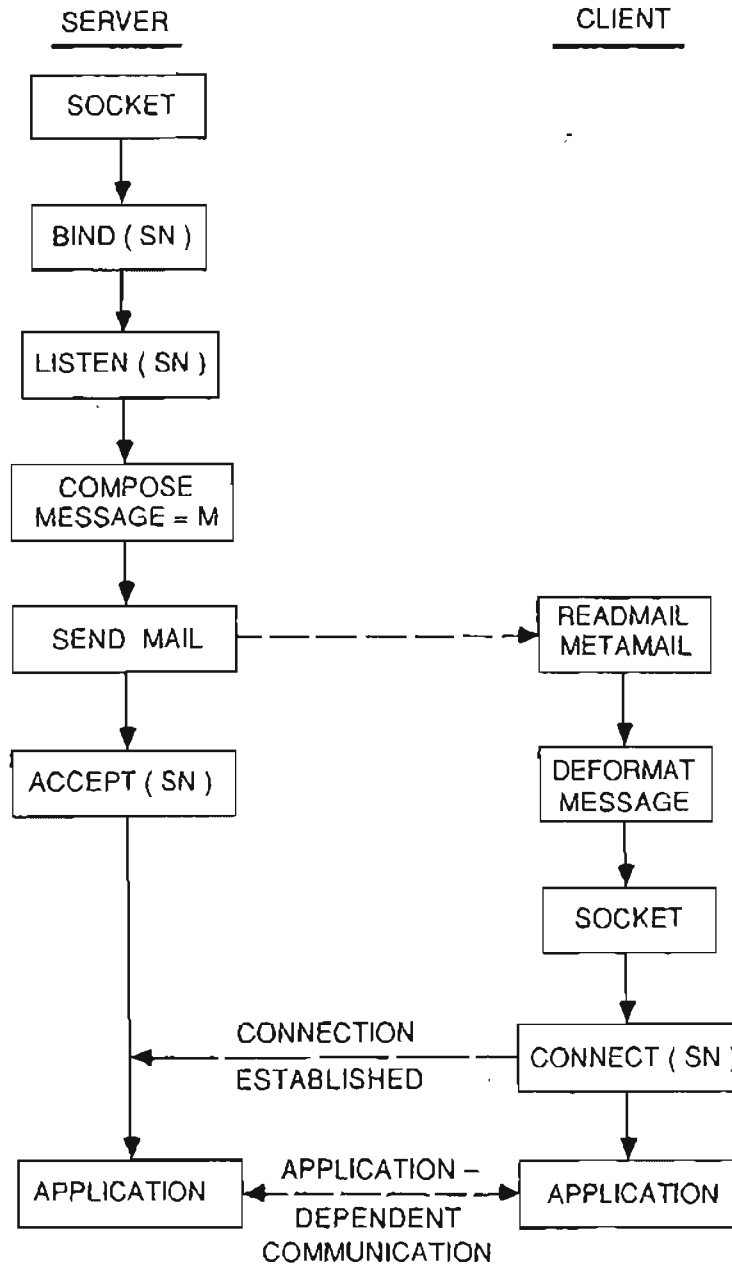 SERVER
CLIENT
SOCKET
BIND ( SN )
LISTEN ( SN )
COMPOSE
MESSAGE = M
SEND MAIL
READMAIL
METAMAIL
ACCEPT ( SN )
DEFORMAT
MESSAGE
SOCKET
CONNECTION
ESTABLISHED
CONNECT ( SN )
APPLICATION
APPLICATION –
DEPENDENT
COMMUNICATION
APPLICATION